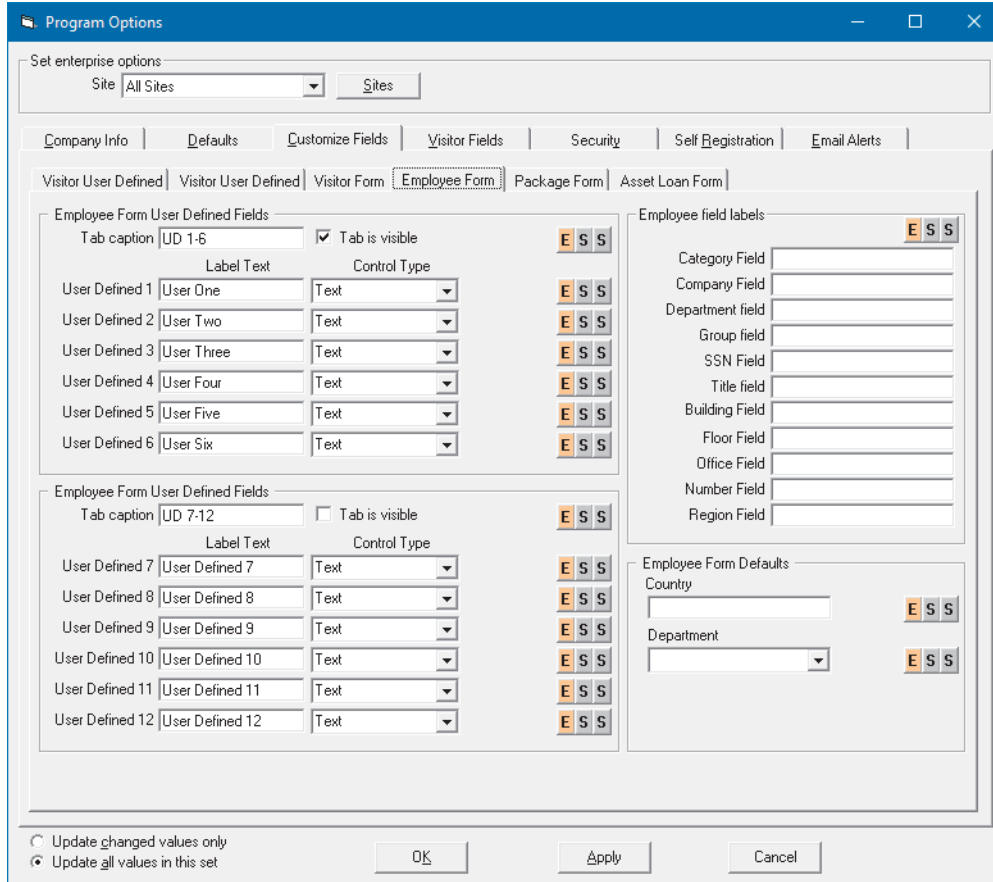 Program Options
Set enterprise options
Site All Sites Sites
Company Info Defaults Customize Fields Visitor Fields Security Self Registration Email Alerts
Visitor User Defined Visitor User Defined Visitor Form Employee Form Package Form Asset Loan Form
Employee Form User Defined Fields
Tab caption UD 1-6 Tab is visible E S S
Label Text Control Type
User Defined 1 User One Text E S S
User Defined 2 User Two Text E S S
User Defined 3 User Three Text E S S
User Defined 4 User Four Text E S S
User Defined 5 User Five Text E S S
User Defined 6 User Six Text E S S
Employee Form User Defined Fields
Tab caption UD 7-12 Tab is visible E S S
Label Text Control Type
User Defined 7 User Defined 7 Text E S S
User Defined 8 User Defined 8 Text E S S
User Defined 9 User Defined 9 Text E S S
User Defined 10 User Defined 10 Text E S S
User Defined 11 User Defined 11 Text E S S
User Defined 12 User Defined 12 Text E S S
Employee field labels
E S S
Category Field
Company Field
Department field
Group field
SSN Field
Title field
Building Field
Floor Field
Office Field
Number Field
Region Field
Employee Form Defaults
Country
E S S
Department
E S S
Update changed values only
Update all values in this set
OK Apply Cancel